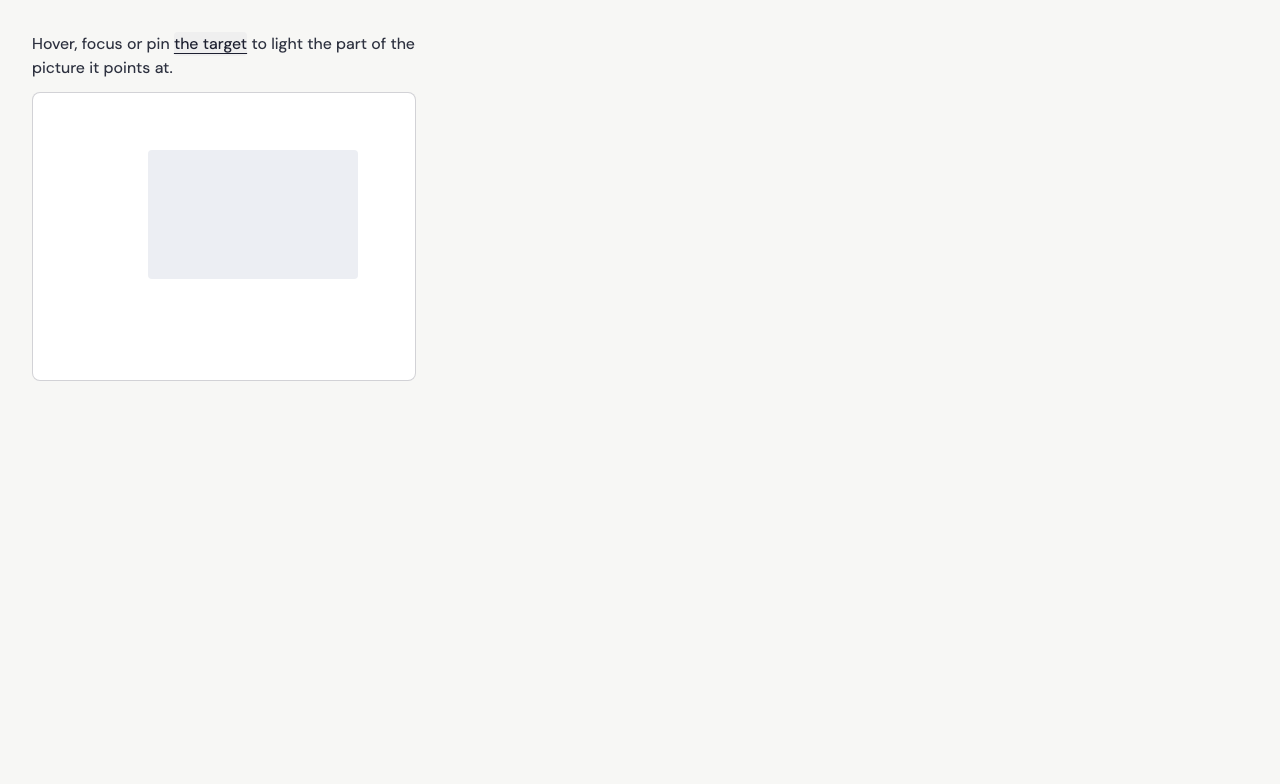 Hover, focus or pin the target to light the part of the
picture it points at.